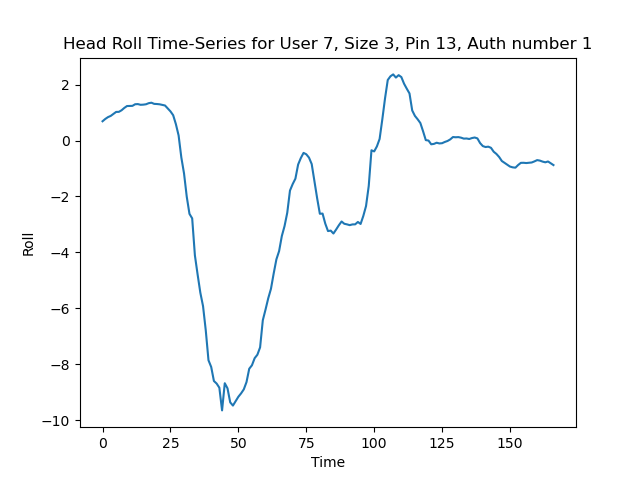 Head Roll Time-Series for User 7, Size 3, Pin 13, Auth number 1
2
0
−2
−4
−6
−8
−10
Roll
0 25 50 75 100 125 150
Time